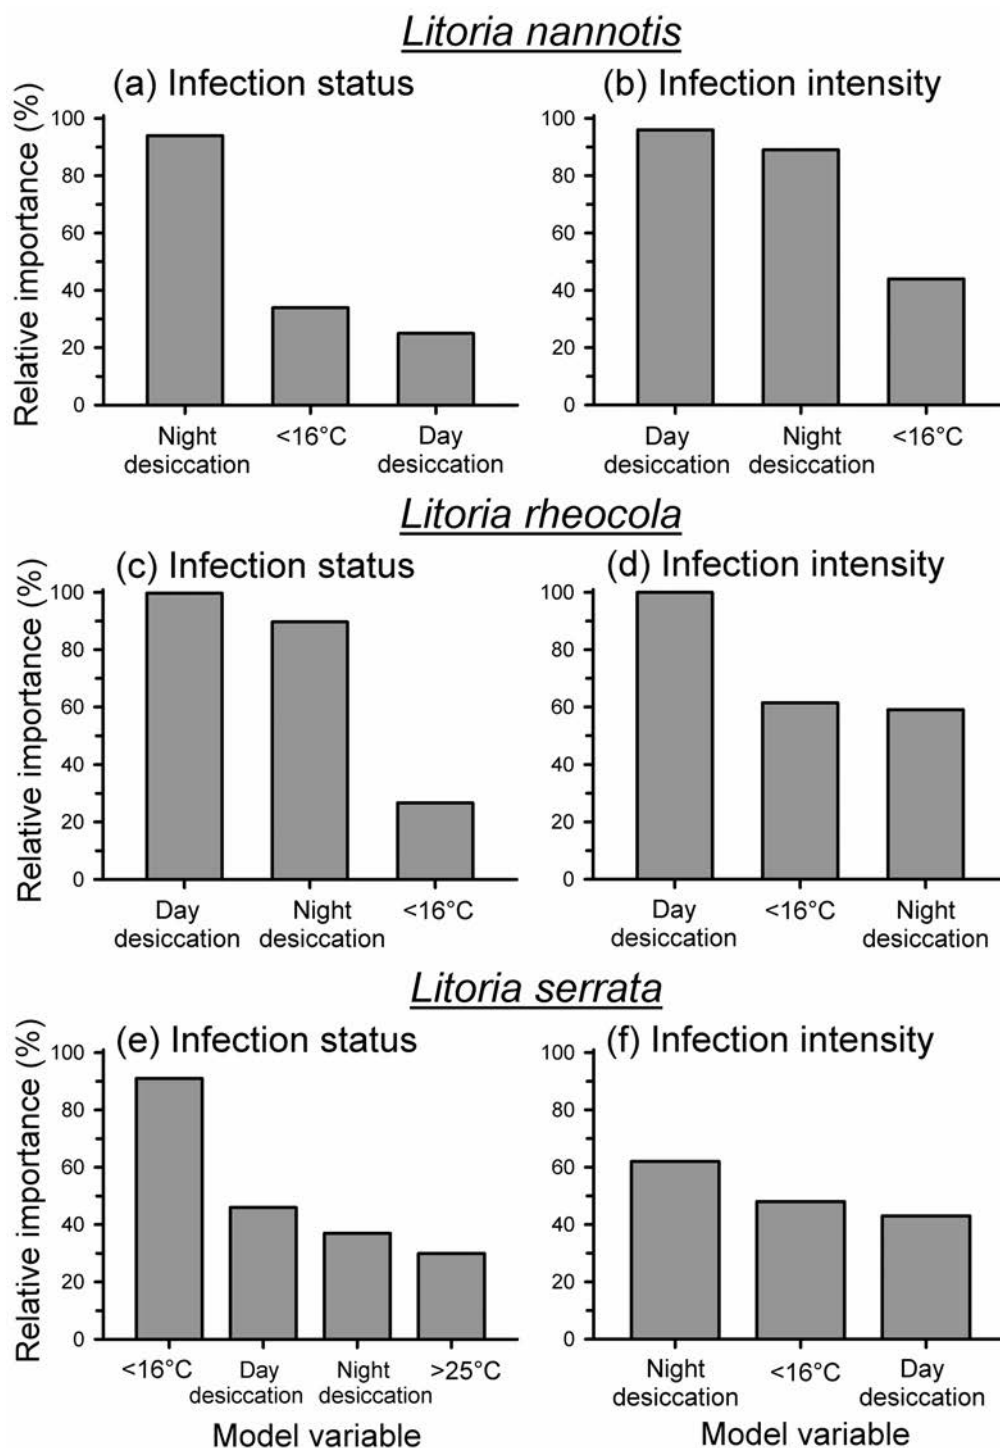 Litoria nannotis
(a) Infection status
(b) Infection intensity
Relative importance (%)
100
80
60
40
20
0
Night
desiccation
<16°C
Day
desiccation
100
80
60
40
20
0
Day
desiccation
Night
desiccation
<16°C
Litoria rheocola
(c) Infection status
(d) Infection intensity
Relative importance (%)
100
80
60
40
20
0
Day
desiccation
Night
desiccation
<16°C
100
80
60
40
20
0
Day
desiccation
<16°C
Night
desiccation
Litoria serrata
(e) Infection status
(f) Infection intensity
Relative importance (%)
100
80
60
40
20
0
<16°C
Day
desiccation
Night
desiccation
>25°C
Model variable
100
80
60
40
20
0
Night
desiccation
<16°C
Day
desiccation
Model variable